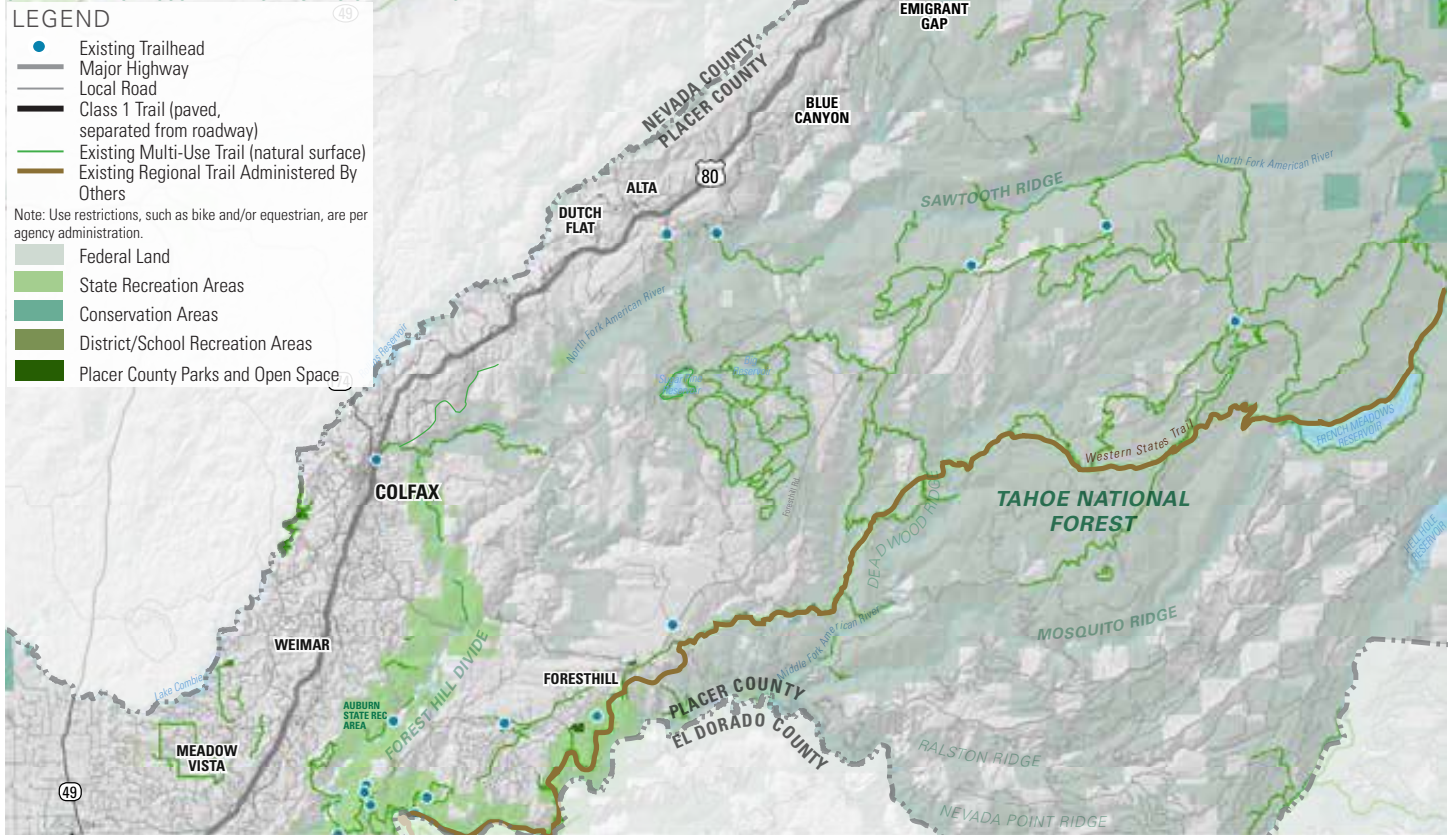 LEGEND
Existing Trailhead
Major Highway
Local Road
Class 1 Trail (paved,
separated from roadway)
Existing Multi-Use Trail (natural surface)
Existing Regional Trail Administered By
Others
Note: Use restrictions, such as bike and/or equestrian, are per
agency administration.
Federal Land
State Recreation Areas
Conservation Areas
District/School Recreation Areas
Placer County Parks and Open Space
49
EMIGRANT
GAP
NEVADA COUNTY
PLACER COUNTY
BLUE
CANYON
80
ALTA
DUTCH
FLAT
SAWTOOTH RIDGE
North Fork American River
North Fork American River
Reservoir
COLFAX
Foresthill Rd
Western States Trail
FRENCH MEADOWS
RESERVOIR
TAHOE NATIONAL
FOREST
HELL HOLE
RESERVOIR
DEADWOOD RIDGE
MOSQUITO RIDGE
Middle Fork American River
WEIMAR
Lake Combie
FORESTHILL
FOREST HILL DIVIDE
AUBURN
STATE REC
AREA
PLACER COUNTY
EL DORADO COUNTY
MEADOW
VISTA
RALSTON RIDGE
NEVADA POINT RIDGE
49